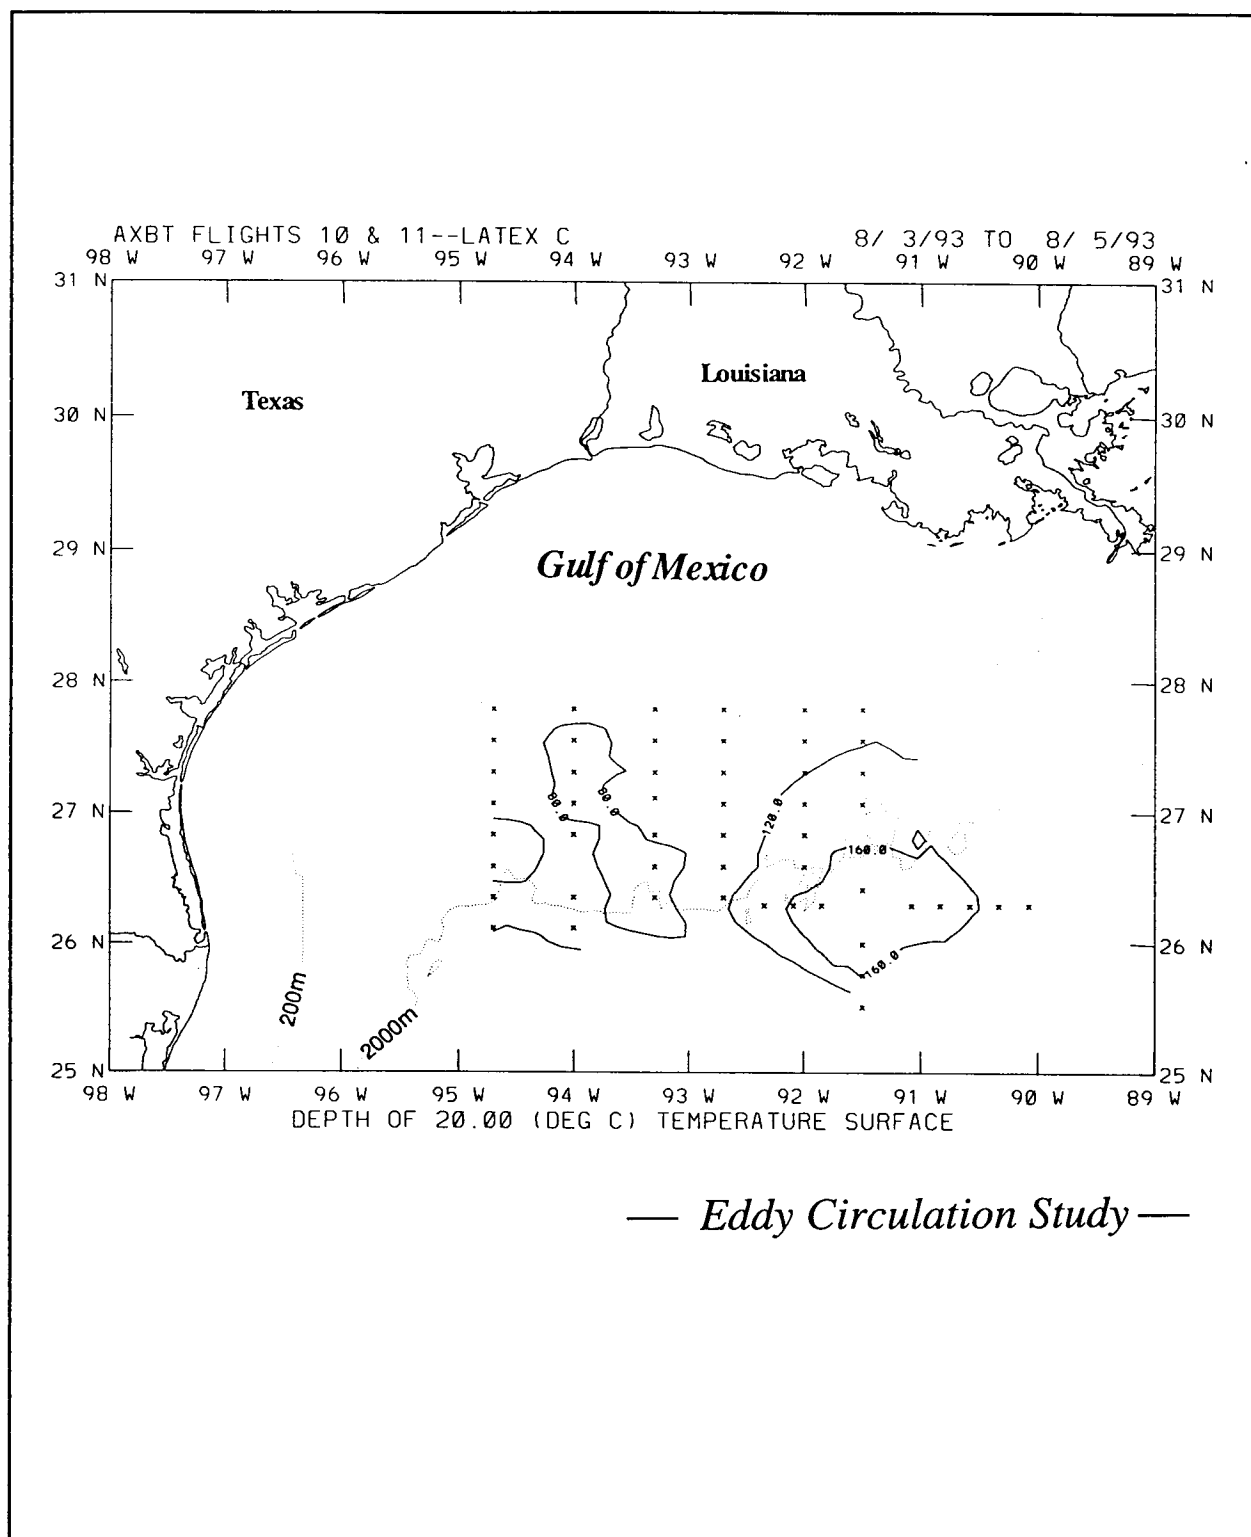 AXBT FLIGHTS 10 & 11--LATEX C 8/ 3/93 TO 8/ 5/93
98 W 97 W 96 W 95 W 94 W 93 W 92 W 91 W 90 W 89 W
31 N 31 N
Louisiana
Texas
30 N 30 N
29 N 29 N
Gulf of Mexico
28 N 28 N
80.0 80.0
27 N 27 N
120.0
160.0
26 N 26 N
160.0
200m
2000m
25 N 25 N
98 W 97 W 96 W 95 W 94 W 93 W 92 W 91 W 90 W 89 W
DEPTH OF 20.00 (DEG C) TEMPERATURE SURFACE
— Eddy Circulation Study —